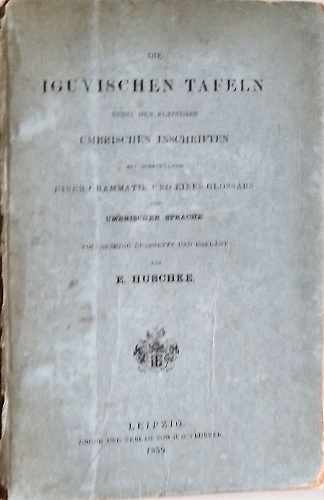 DIE
IGUVISCHEN TAFELN
NEBST DEN KLEINEREN
UMBRISCHEN INSCHRIFTEN
MIT HINZUFÜGUNG
EINER GRAMMATIK UND EINES GLOSSARS
DER
UMBRISCHEN SPRACHE
VOLLSTÄNDIG ÜBERSETZT UND ERKLÄRT
VON
E. HUSCHKE.
LEIPZIG.
DRUCK UND VERLAG VON B. G. TEUBNER.
1859.